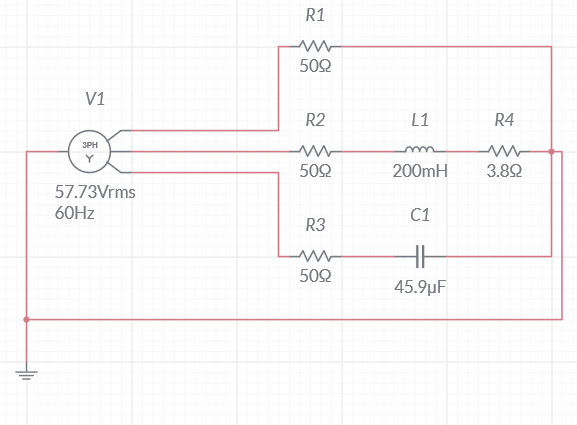 R1
50Ω
V1
3PH
Y
57.73Vrms
60Hz
R2
50Ω
L1
200mH
R4
3.8Ω
R3
50Ω
C1
45.9µF